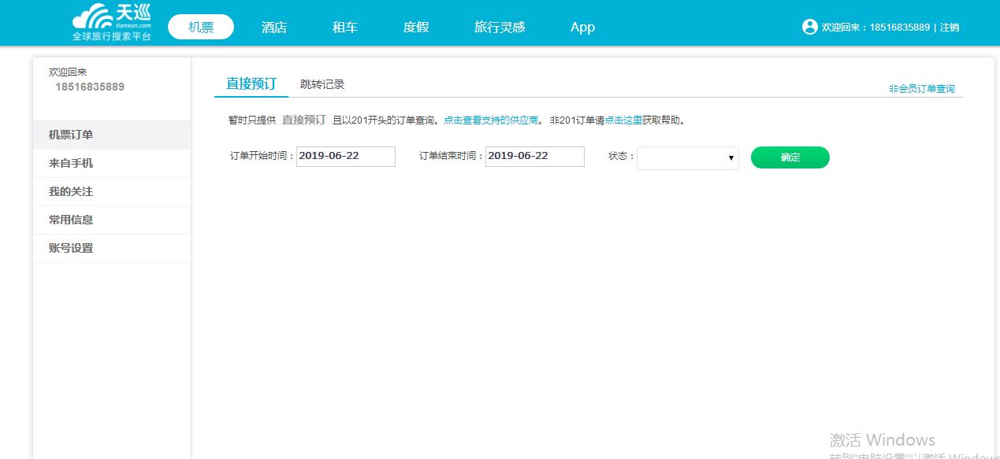 天巡
tianxun.com
全球旅行搜索平台
机票 酒店 租车 度假 旅行灵感 App
欢迎回来：18516835889 | 注销
欢迎回来
18516835889
机票订单
来自手机
我的关注
常用信息
账号设置
直接预订 跳转记录
非会员订单查询
暂时只提供 直接预订 且以201开头的订单查询。点击查看支持的供应商。 非201订单请点击这里获取帮助。
订单开始时间：2019-06-22 订单结束时间：2019-06-22 状态： 确定
激活 Windows
转到"电脑设置"以激活 Windows